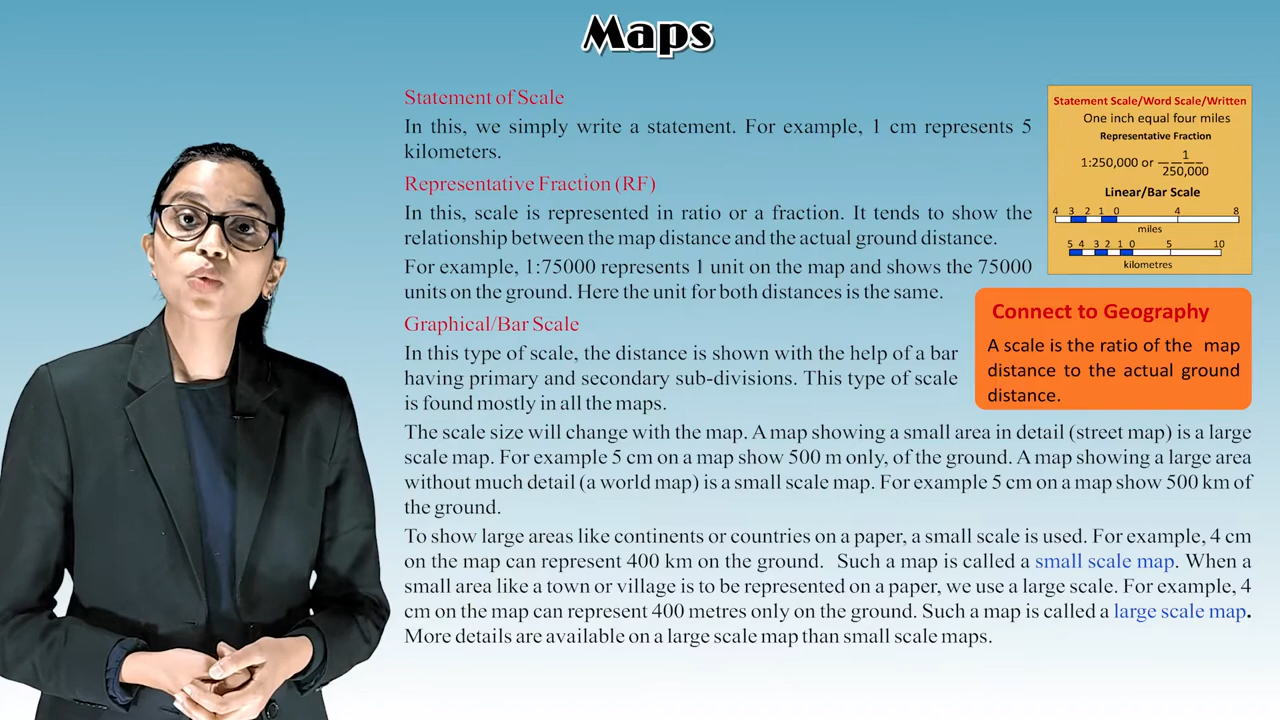 Maps
Statement of Scale
In this, we simply write a statement. For example, 1 cm represents 5
kilometers.
Representative Fraction (RF)
In this, scale is represented in ratio or a fraction. It tends to show the
relationship between the map distance and the actual ground distance.
For example, 1:75000 represents 1 unit on the map and shows the 75000
units on the ground. Here the unit for both distances is the same.
Graphical/Bar Scale
In this type of scale, the distance is shown with the help of a bar
having primary and secondary sub-divisions. This type of scale
is found mostly in all the maps.
The scale size will change with the map. A map showing a small area in detail (street map) is a large
scale map. For example 5 cm on a map show 500 m only, of the ground. A map showing a large area
without much detail (a world map) is a small scale map. For example 5 cm on a map show 500 km of
the ground.
To show large areas like continents or countries on a paper, a small scale is used. For example, 4 cm
on the map can represent 400 km on the ground. Such a map is called a small scale map. When a
small area like a town or village is to be represented on a paper, we use a large scale. For example, 4
cm on the map can represent 400 metres only on the ground. Such a map is called a large scale map.
More details are available on a large scale map than small scale maps.
Statement Scale/Word Scale/Written
One inch equal four miles
Representative Fraction
1:250,000 or 1
250,000
Linear/Bar Scale
4 3 2 1 0 4 8
miles
5 4 3 2 1 0 5 10
kilometres
Connect to Geography
A scale is the ratio of the map
distance to the actual ground
distance.